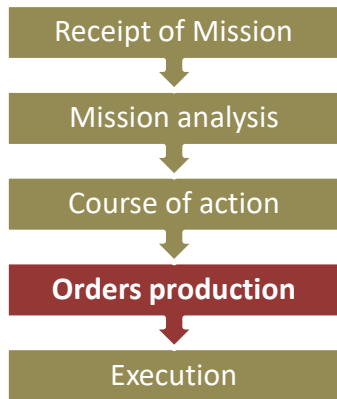 Receipt of Mission
Mission analysis
Course of action
Orders production
Execution